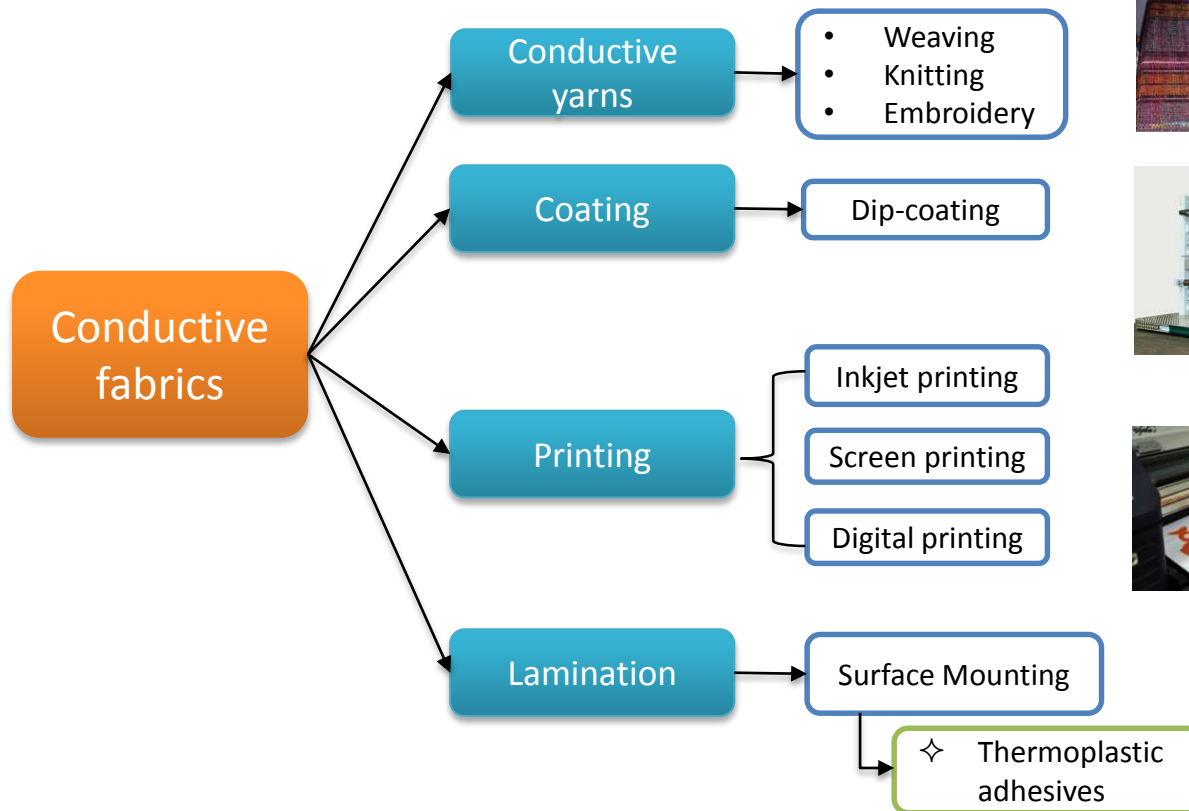 Conductive
fabrics
Conductive
yarns
• Weaving
• Knitting
• Embroidery
Coating
Dip-coating
Printing
Inkjet printing
Screen printing
Digital printing
Lamination
Surface Mounting
✧ Thermoplastic
adhesives